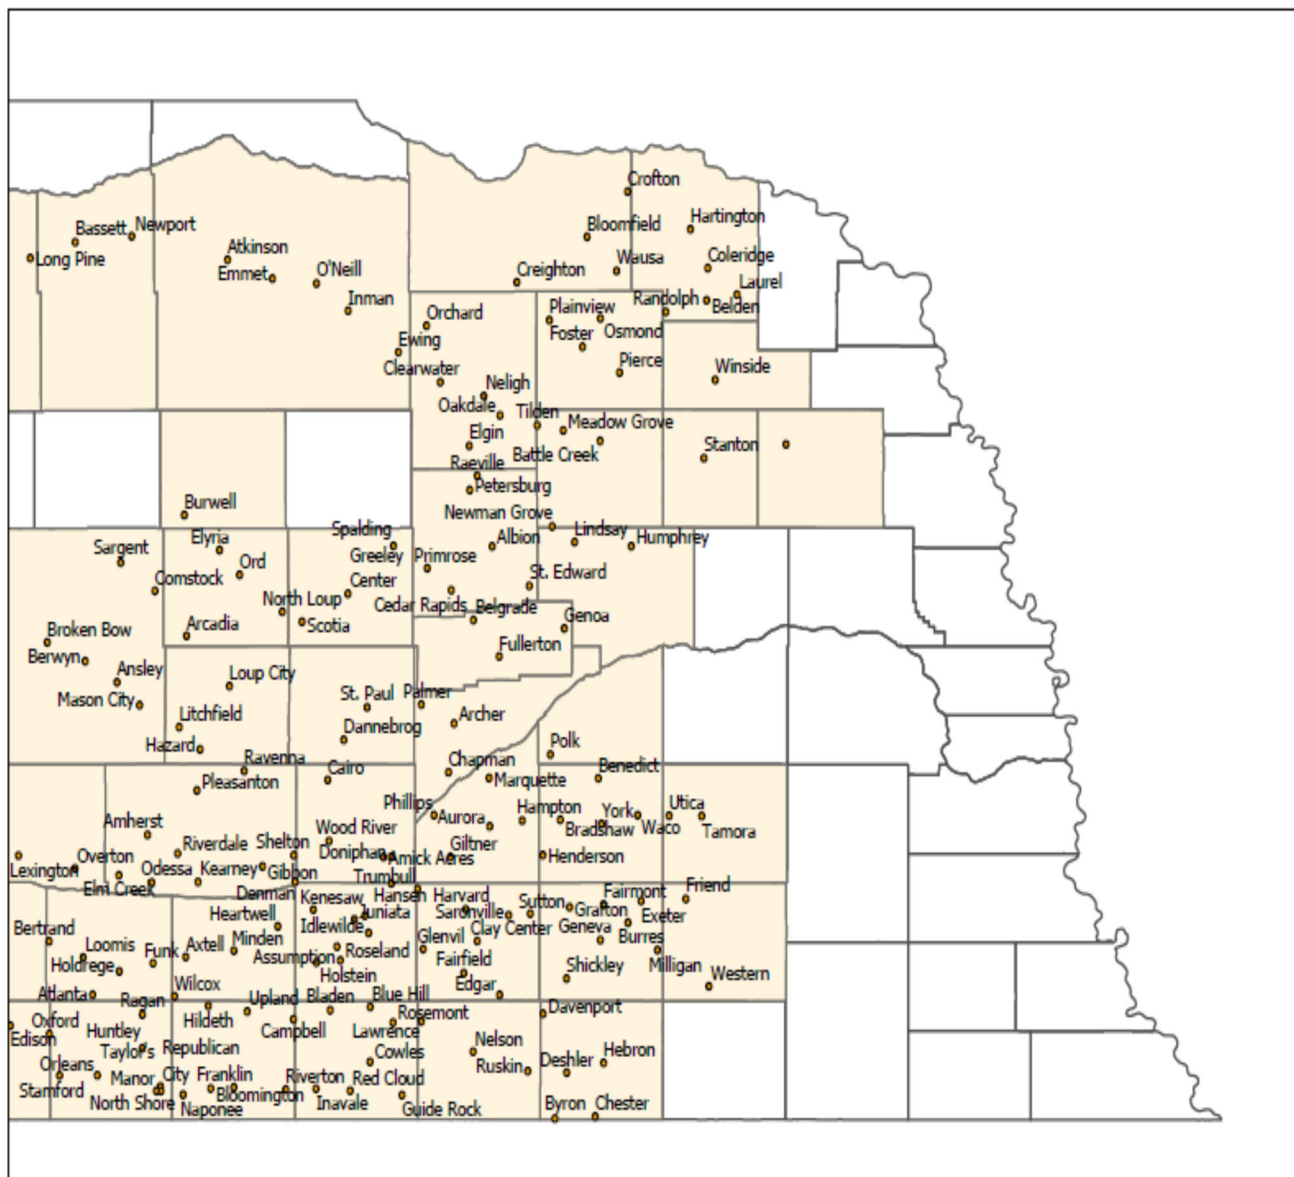 Crofton
Bassett
Newport
Hartington
Bloomfield
Long Pine
Atkinson
Emmet
O'Neill
Wausa
Coleridge
Creighton
Laurel
Inman
Randolph
Belden
Orchard
Plainview
Osmond
Foster
Ewing
Clearwater
Pierce
Winside
Neligh
Oakdale
Tilden
Meadow Grove
Elgin
Battle Creek
Stanton
Raeville
Petersburg
Burwell
Newman Grove
Spalding
Lindsay
Humphrey
Elyria
Albion
Sargent
Ord
Greeley
Center
Primrose
Comstock
St. Edward
North Loup
Cedar Rapids
Belgrade
Scotia
Arcadia
Genoa
Broken Bow
Berwyn
Fullerton
Ansley
Loup City
Mason City
St. Paul
Palmer
Litchfield
Dannebrog
Archer
Hazard
Ravenna
Polk
Pleasanton
Cairo
Chapman
Marquette
Benedict
Phillips
Aurora
Hampton
York
Utica
Amherst
Wood River
Bradshaw
Waco
Tamora
Riverdale
Shelton
Doniphan
Amick Acres
Giltner
Henderson
Lexington
Overton
Odessa
Kearney
Gibbon
Trumbull
Elm Creek
Denman
Kenesaw
Hansen
Harvard
Sutton
Fairmont
Friend
Heartwell
Juniata
Saronville
Grafton
Exeter
Bertrand
Idlewilde
Clay Center
Geneva
Burres
Loomis
Funk
Axtell
Minden
Assumption
Roseland
Glenvil
Holdrege
Holstein
Fairfield
Shickley
Milligan
Western
Atlanta
Wilcox
Edgar
Ragan
Hildeth
Upland
Bladen
Blue Hill
Rosemont
Davenport
Oxford
Edison
Huntley
Campbell
Lawrence
Nelson
Taylor's
Republican
Cowles
Ruskin
Deshler
Hebron
Orleans
Manor
City
Franklin
Riverton
Red Cloud
Stamford
North Shore
Naponee
Bloomington
Inavale
Guide Rock
Byron
Chester